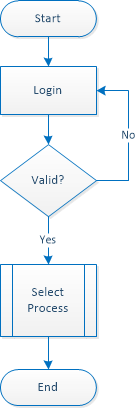 Start
Login
No
Valid?
Yes
Select
Process
End